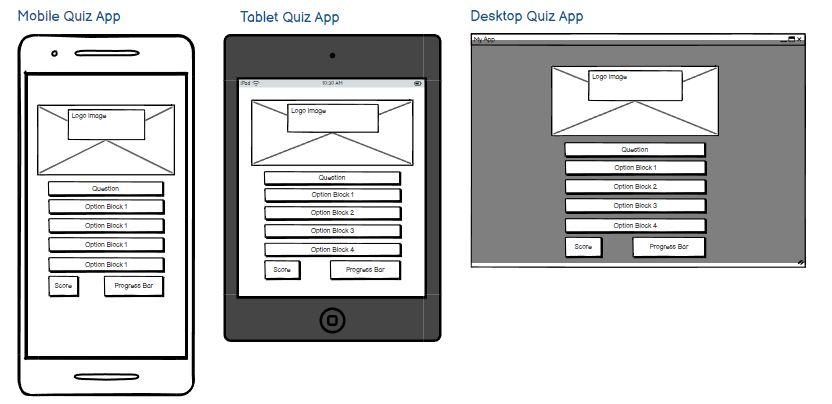 Mobile Quiz App
Logo Image
Question
Option Block 1
Option Block 1
Option Block 1
Option Block 1
Score
Progress Bar
Tablet Quiz App
iPad
10:20 AM
Logo Image
Question
Option Block 1
Option Block 2
Option Block 3
Option Block 4
Score
Progress Bar
Desktop Quiz App
My App
Logo Image
Question
Option Block 1
Option Block 2
Option Block 3
Option Block 4
Score
Progress Bar